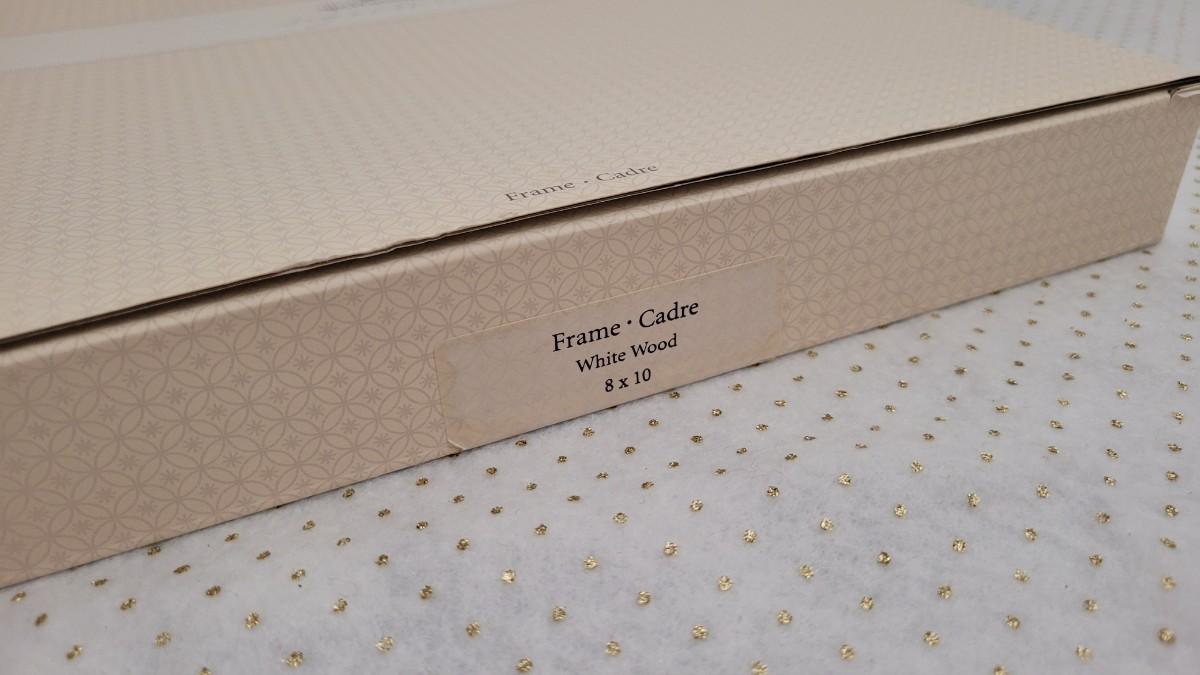 Frame · Cadre
Frame · Cadre
White Wood
8 x 10